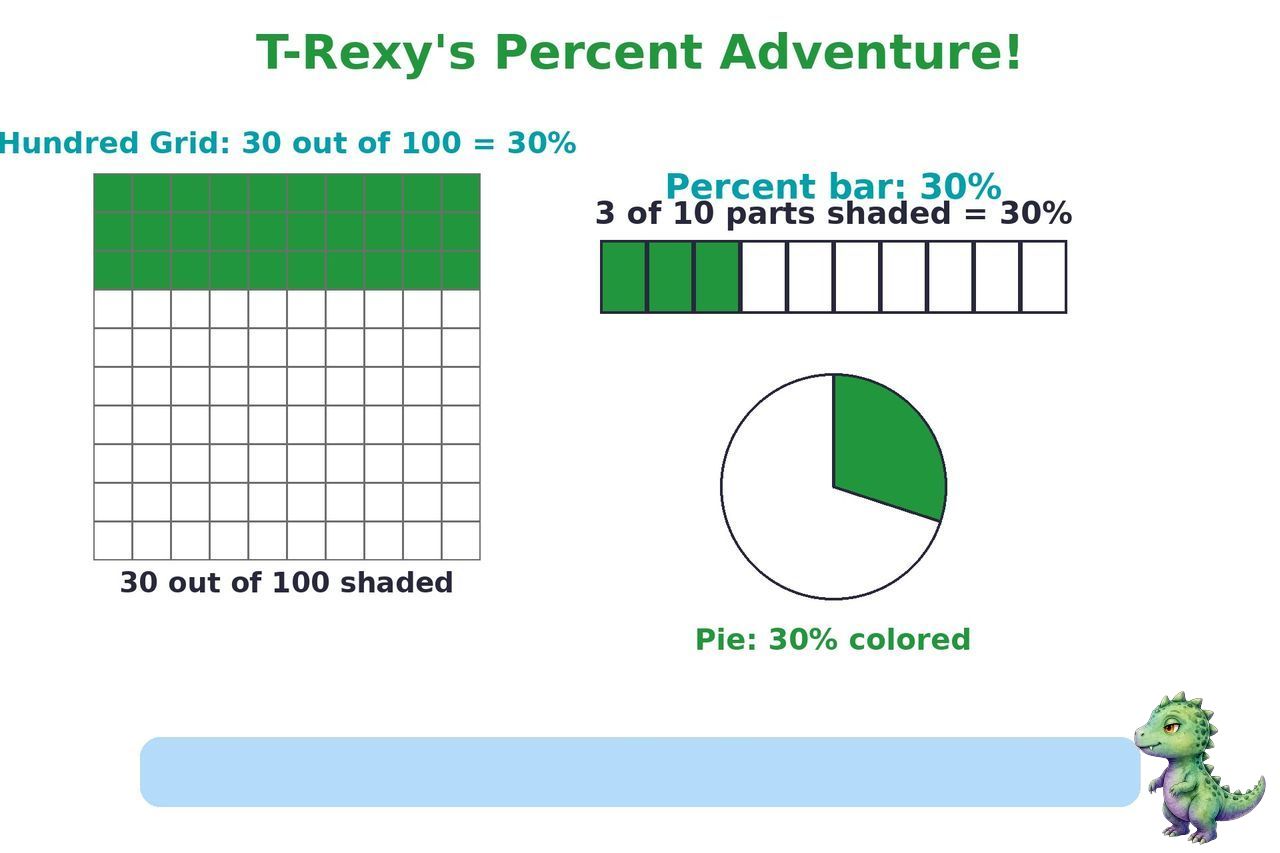 T-Rexy's Percent Adventure!
Hundred Grid: 30 out of 100 = 30%
Percent bar: 30%
3 of 10 parts shaded = 30%
30 out of 100 shaded
Pie: 30% colored